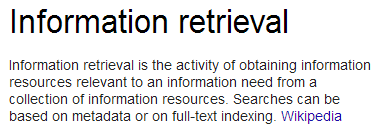 Information retrieval
Information retrieval is the activity of obtaining information
resources relevant to an information need from a
collection of information resources. Searches can be
based on metadata or on full-text indexing. Wikipedia